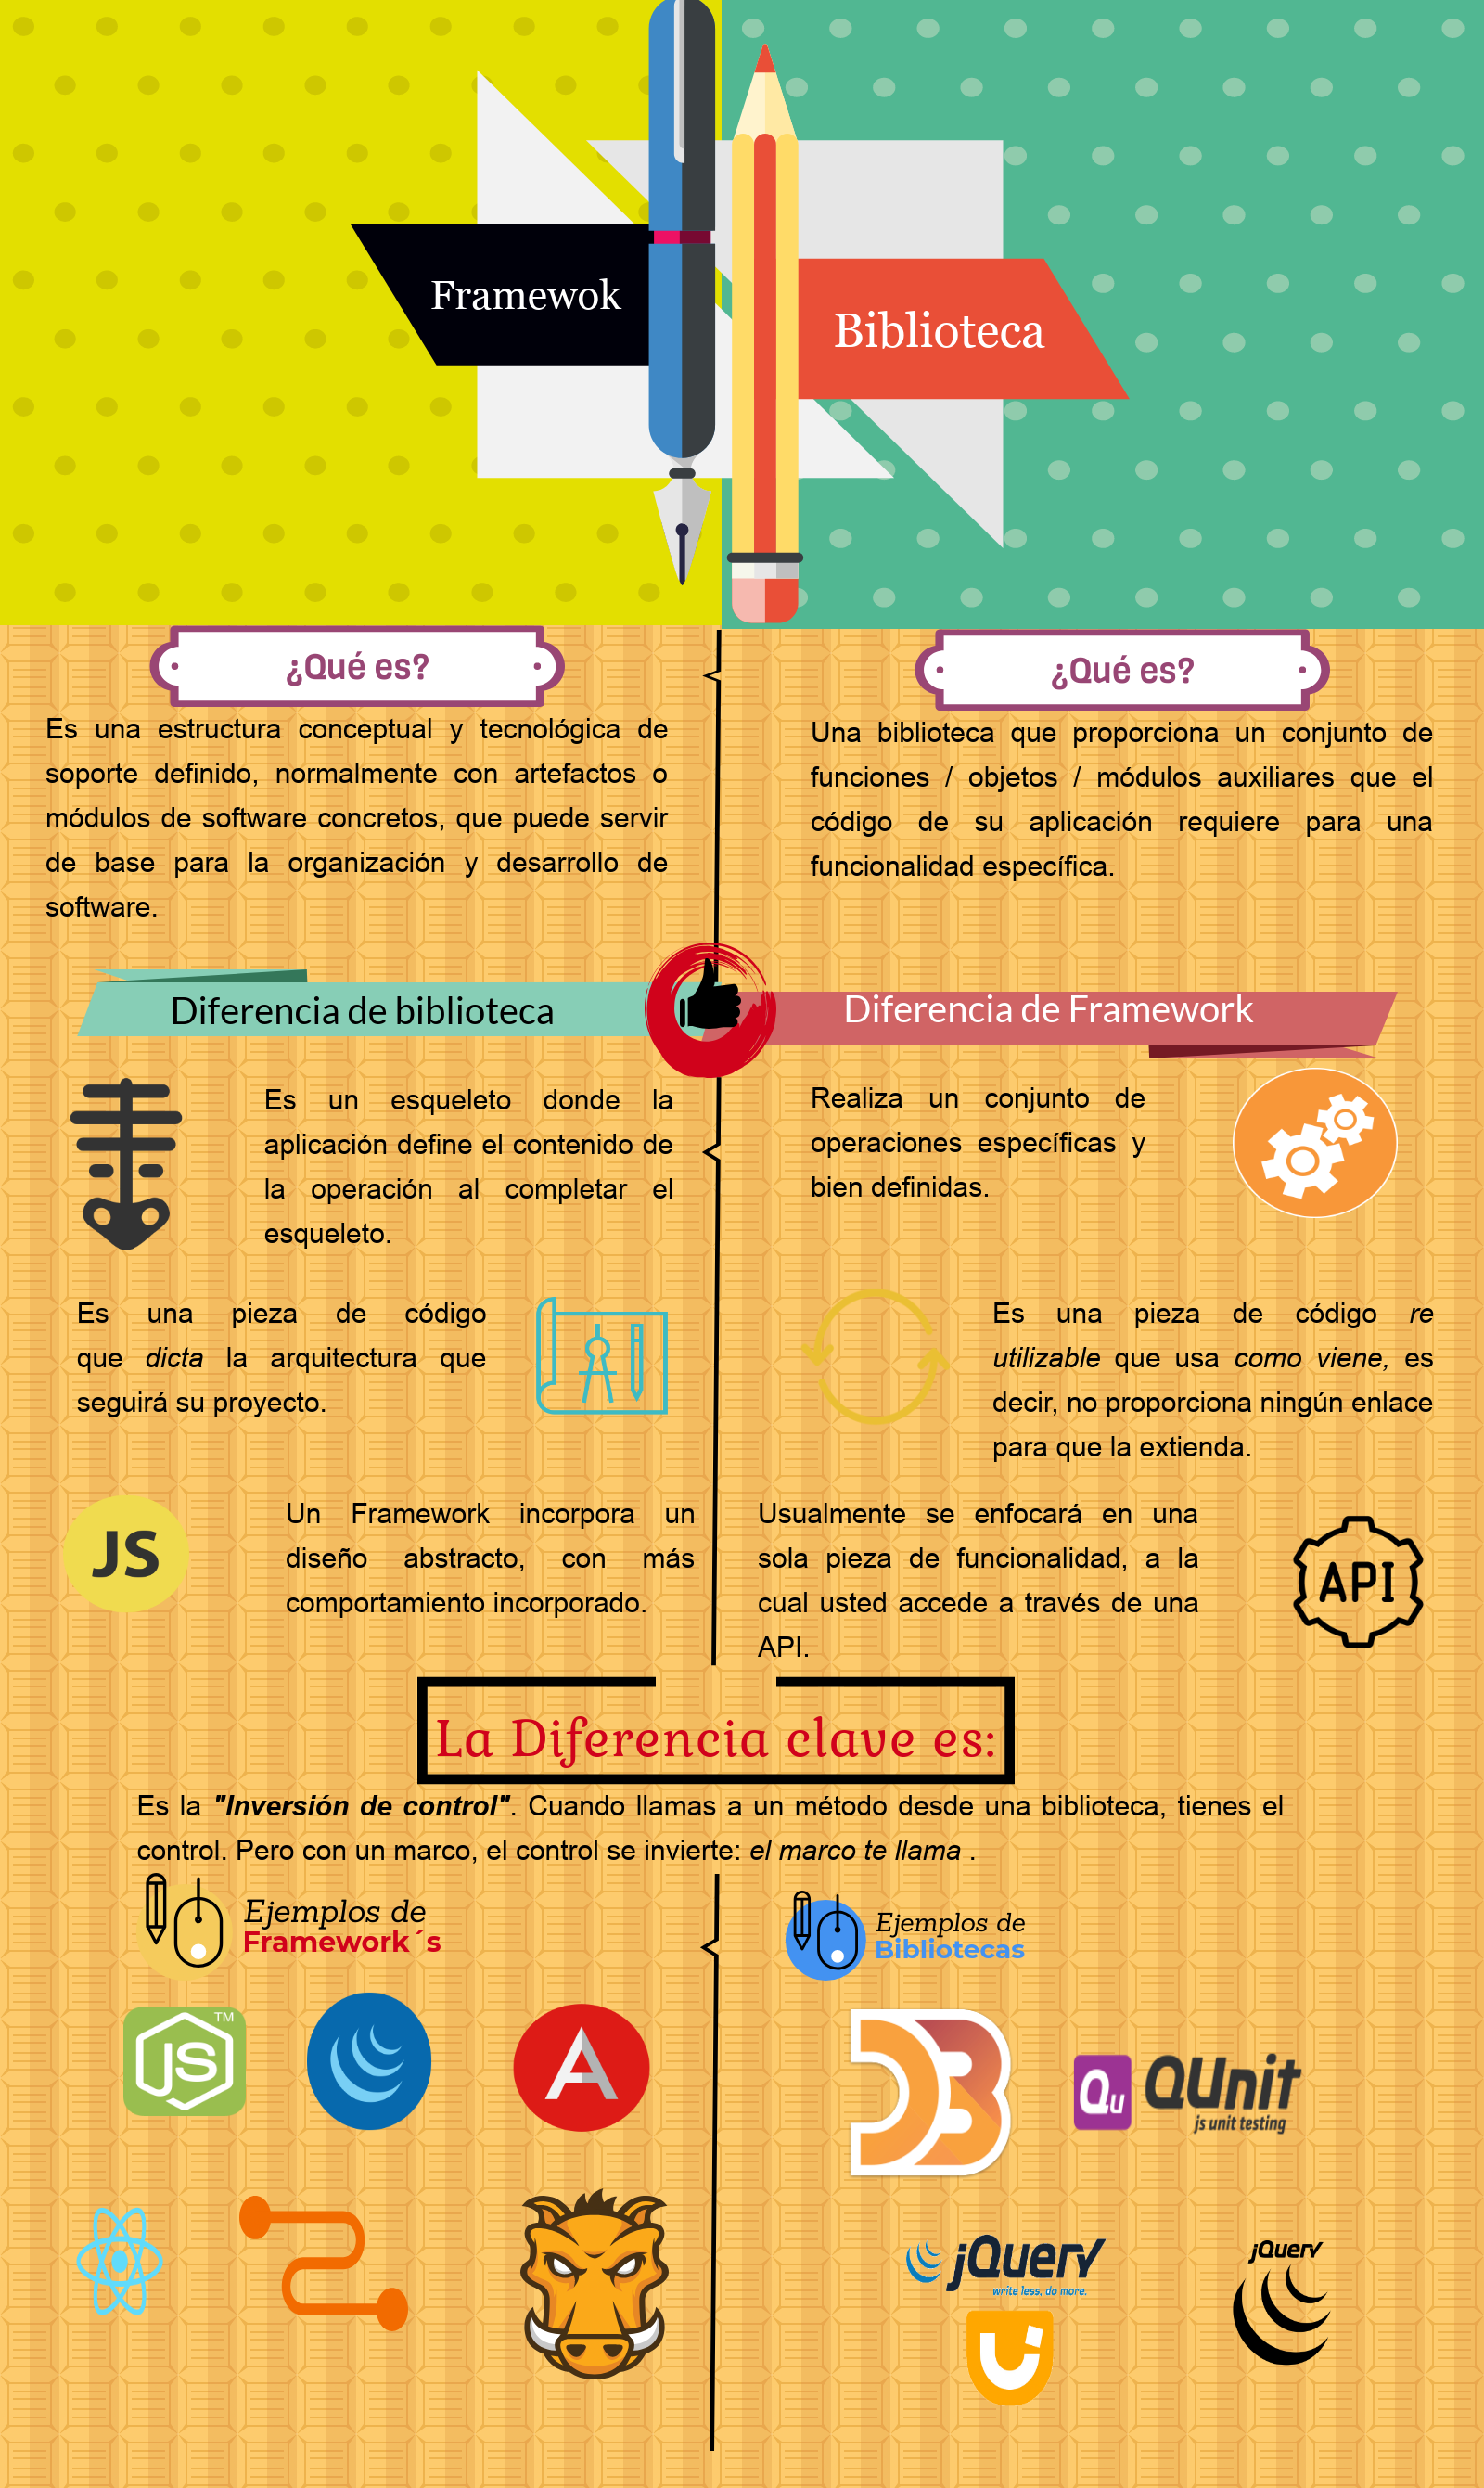 Framewok
Biblioteca
¿Qué es?
Es una estructura conceptual y tecnológica de
soporte definido, normalmente con artefactos o
módulos de software concretos, que puede servir
de base para la organización y desarrollo de
software.
¿Qué es?
Una biblioteca que proporciona un conjunto de
funciones / objetos / módulos auxiliares que el
código de su aplicación requiere para una
funcionalidad específica.
Diferencia de biblioteca
Es un esqueleto donde la
aplicación define el contenido de
la operación al completar el
esqueleto.
Es una pieza de código
que dicta la arquitectura que
seguirá su proyecto.
JS
Un Framework incorpora un
diseño abstracto, con más
comportamiento incorporado.
Diferencia de Framework
Realiza un conjunto de
operaciones específicas y
bien definidas.
Es una pieza de código re
utilizable que usa como viene, es
decir, no proporciona ningún enlace
para que la extienda.
Usualmente se enfocará en una
sola pieza de funcionalidad, a la
cual usted accede a través de una
API.
API
La Diferencia clave es:
Es la "Inversión de control". Cuando llamas a un método desde una biblioteca, tienes el
control. Pero con un marco, el control se invierte: el marco te llama .
Ejemplos de
Framework´s
JS
TM
A
Ejemplos de
Bibliotecas
D3
Qu
QUnit
js unit testing
jQuery
write less, do more.
UI
jQuery